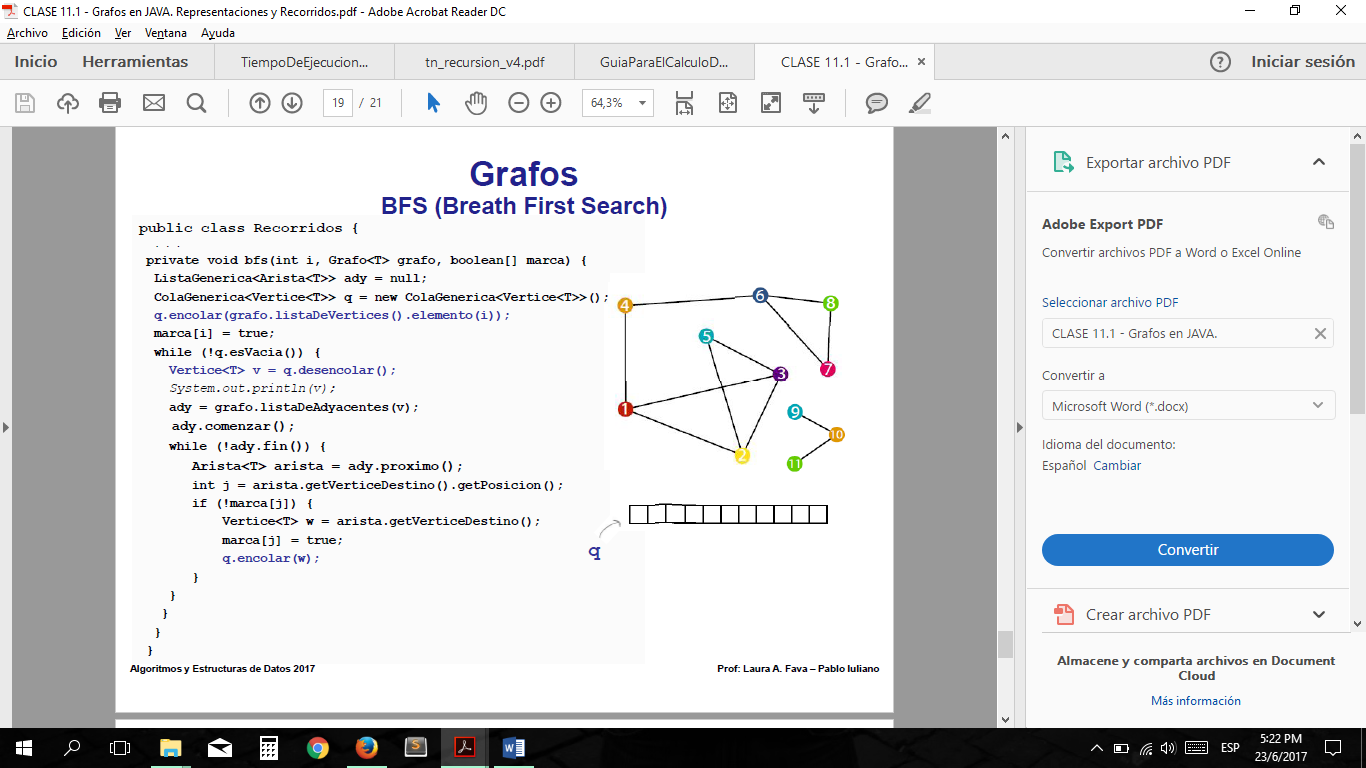 CLASE 11.1 - Grafos en JAVA. Representaciones y Recorridos.pdf - Adobe Acrobat Reader DC
Archivo Edición Ver Ventana Ayuda
Inicio Herramientas TiempoDeEjecucion... tn_recursion_v4.pdf GuiaParaElCalculoD... CLASE 11.1 - Grafo... × ? Iniciar sesión
19 / 21 64,3%
Grafos
BFS (Breath First Search)
public class Recorridos {
. . .
private void bfs(int i, Grafo<T> grafo, boolean[] marca) {
ListaGenerica<Arista<T>> ady = null;
ColaGenerica<Vertice<T>> q = new ColaGenerica<Vertice<T>>();
q.encolar(grafo.listaDeVertices().elemento(i));
marca[i] = true;
while (!q.esVacia()) {
Vertice<T> v = q.desencolar();
System.out.println(v);
ady = grafo.listaDeAdyacentes(v);
ady.comenzar();
while (!ady.fin()) {
Arista<T> arista = ady.proximo();
int j = arista.getVerticeDestino().getPosicion();
if (!marca[j]) {
Vertice<T> w = arista.getVerticeDestino();
marca[j] = true;
q.encolar(w);
}
}
}
}
}
4 6 8
5
3 7
1 9
10
2 11
q
Algoritmos y Estructuras de Datos 2017 Prof: Laura A. Fava – Pablo Iuliano
Exportar archivo PDF
Adobe Export PDF
Convertir archivos PDF a Word o Excel Online
Seleccionar archivo PDF
CLASE 11.1 - Grafos en JAVA.
Convertir a
Microsoft Word (*.docx)
Idioma del documento:
Español Cambiar
Convertir
Crear archivo PDF
Almacene y comparta archivos en Document
Cloud
Más información
S W ESP
5:22 PM
23/6/2017